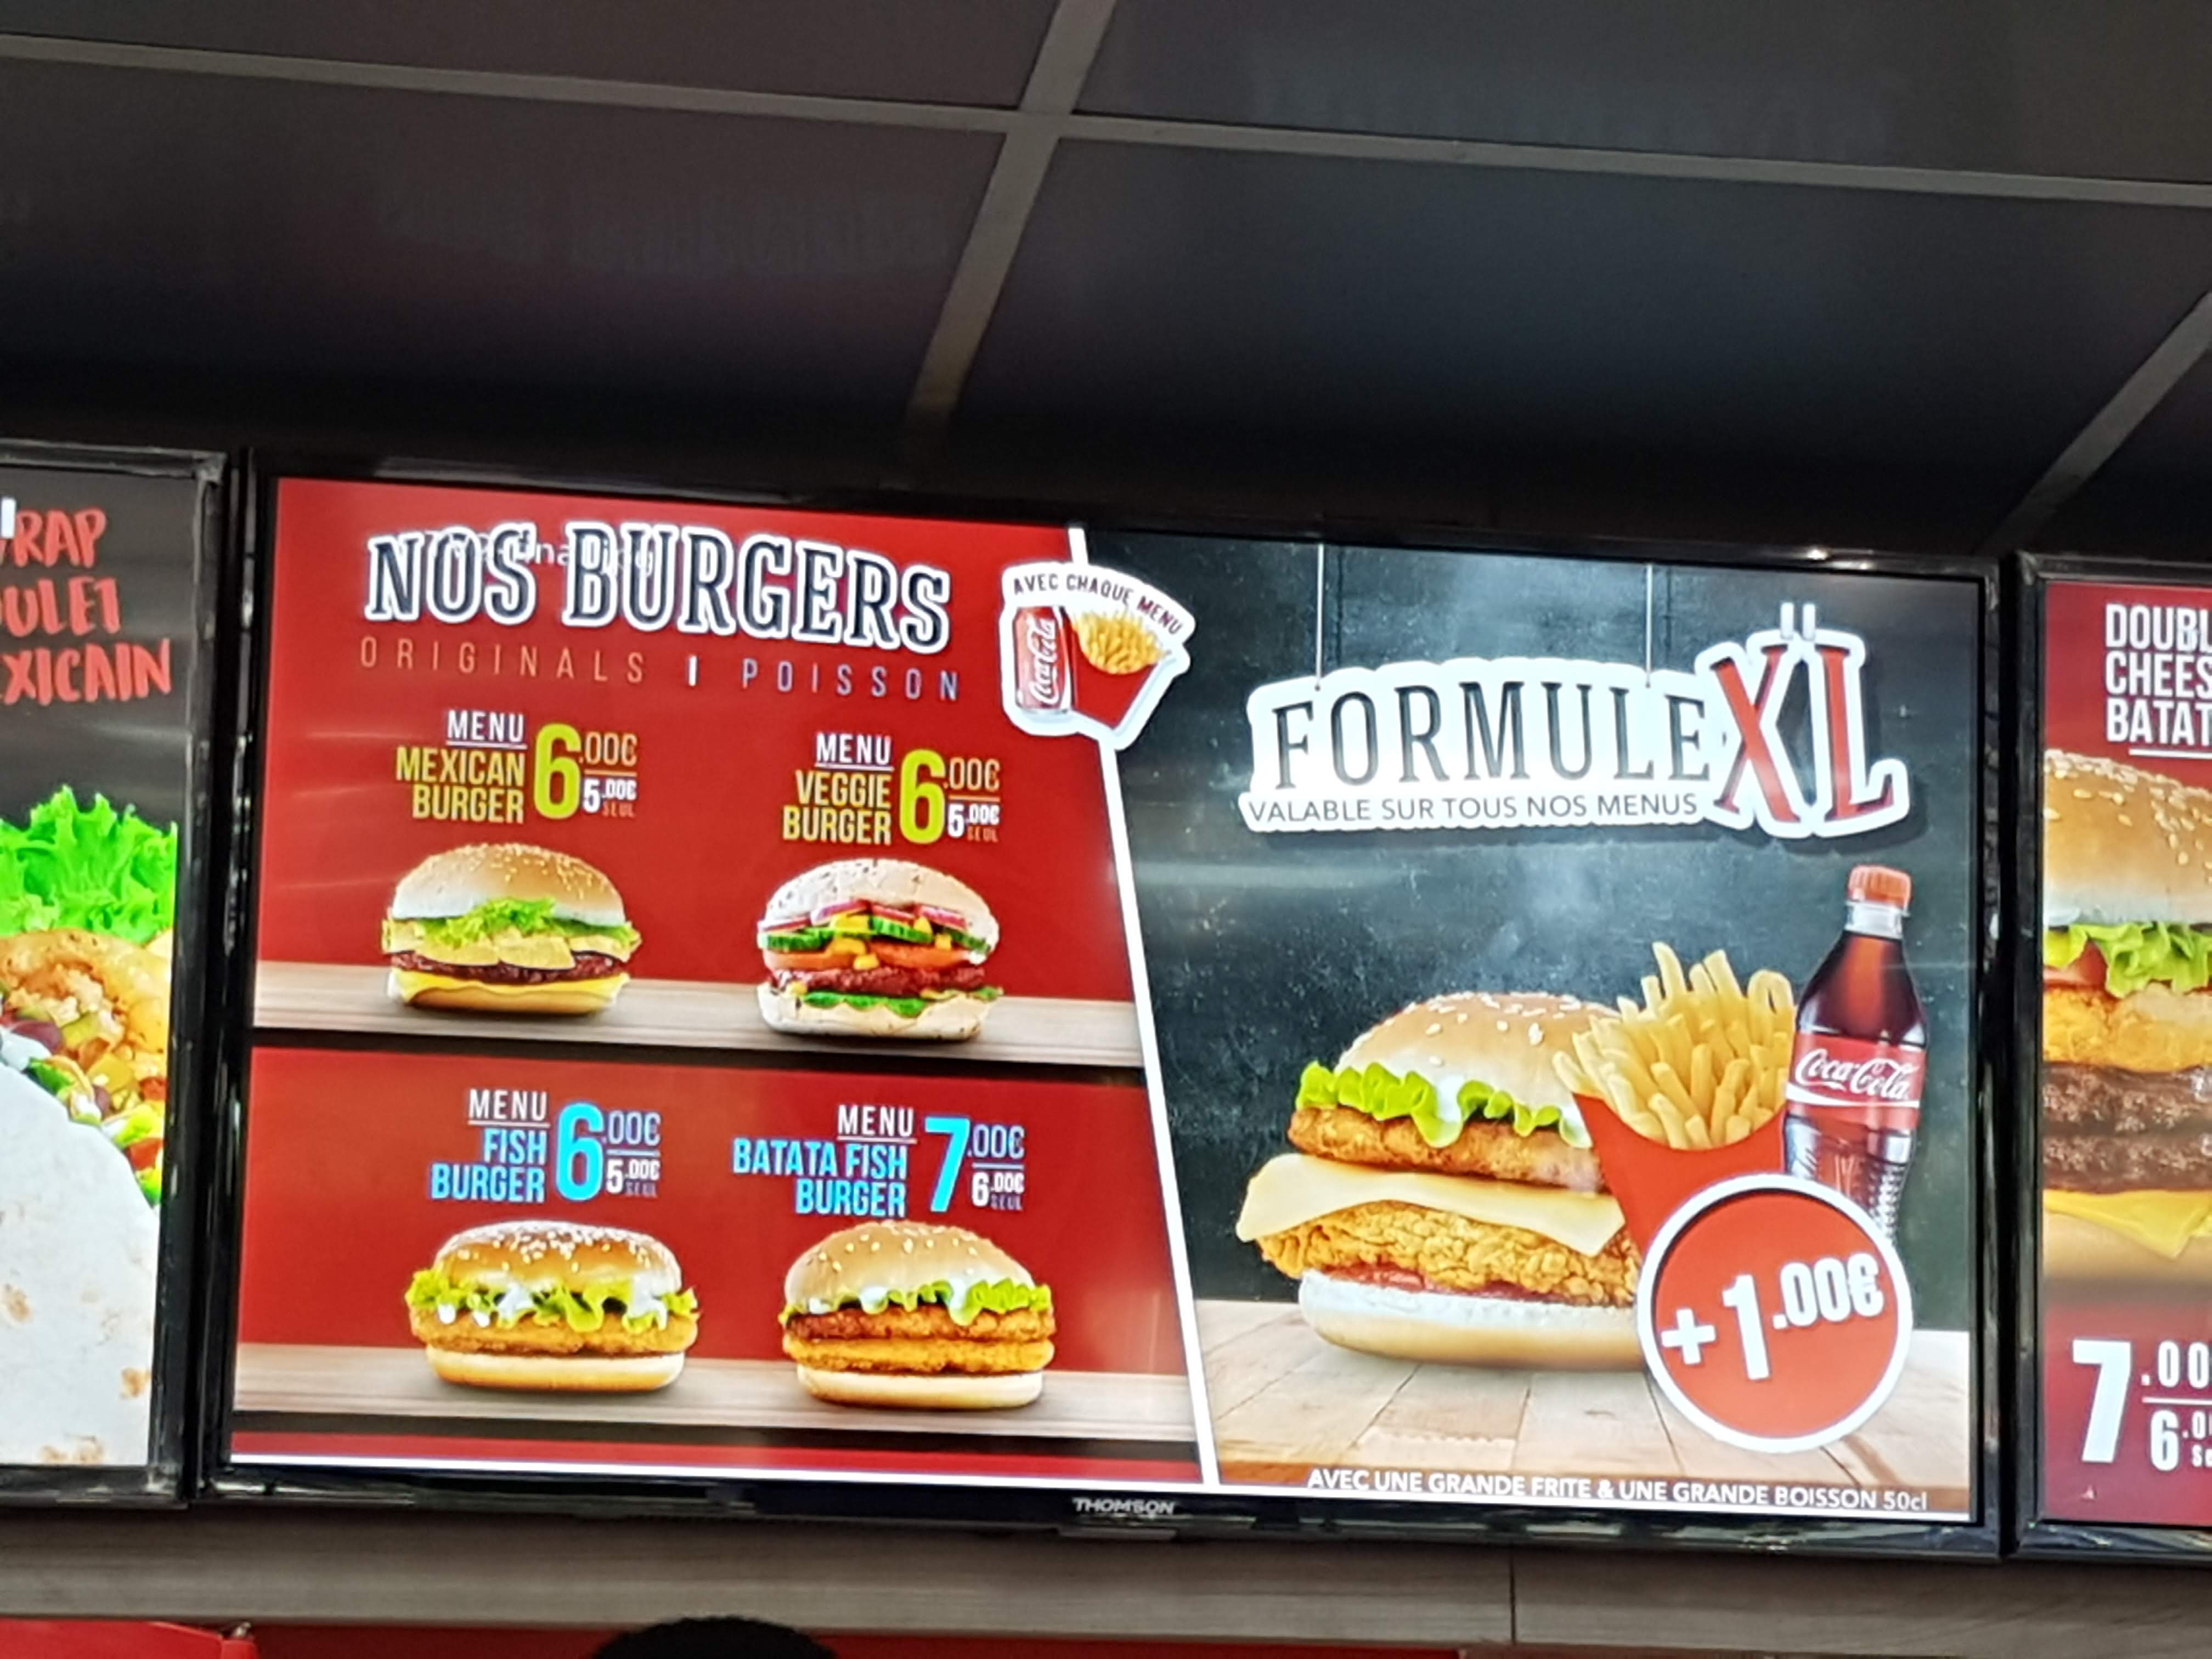 RAP
OULET
XICAIN
NOS BURGERS
ORIGINALS | POISSON
AVEC CHAQUE MENU
Coca-Cola
MENU
MEXICAN
BURGER
6.00€
5.00€
SEUL
MENU
VEGGIE
BURGER
6.00€
5.00€
SEUL
MENU
FISH
BURGER
6.00€
5.00€
SEUL
MENU
BATATA FISH
BURGER
7.00€
6.00€
SEUL
FORMULE XL
VALABLE SUR TOUS NOS MENUS
Coca-Cola
+1.00€
AVEC UNE GRANDE FRITE & UNE GRANDE BOISSON 50cl
THOMSON
DOUBL
CHEES
BATAT
7.00
6.0